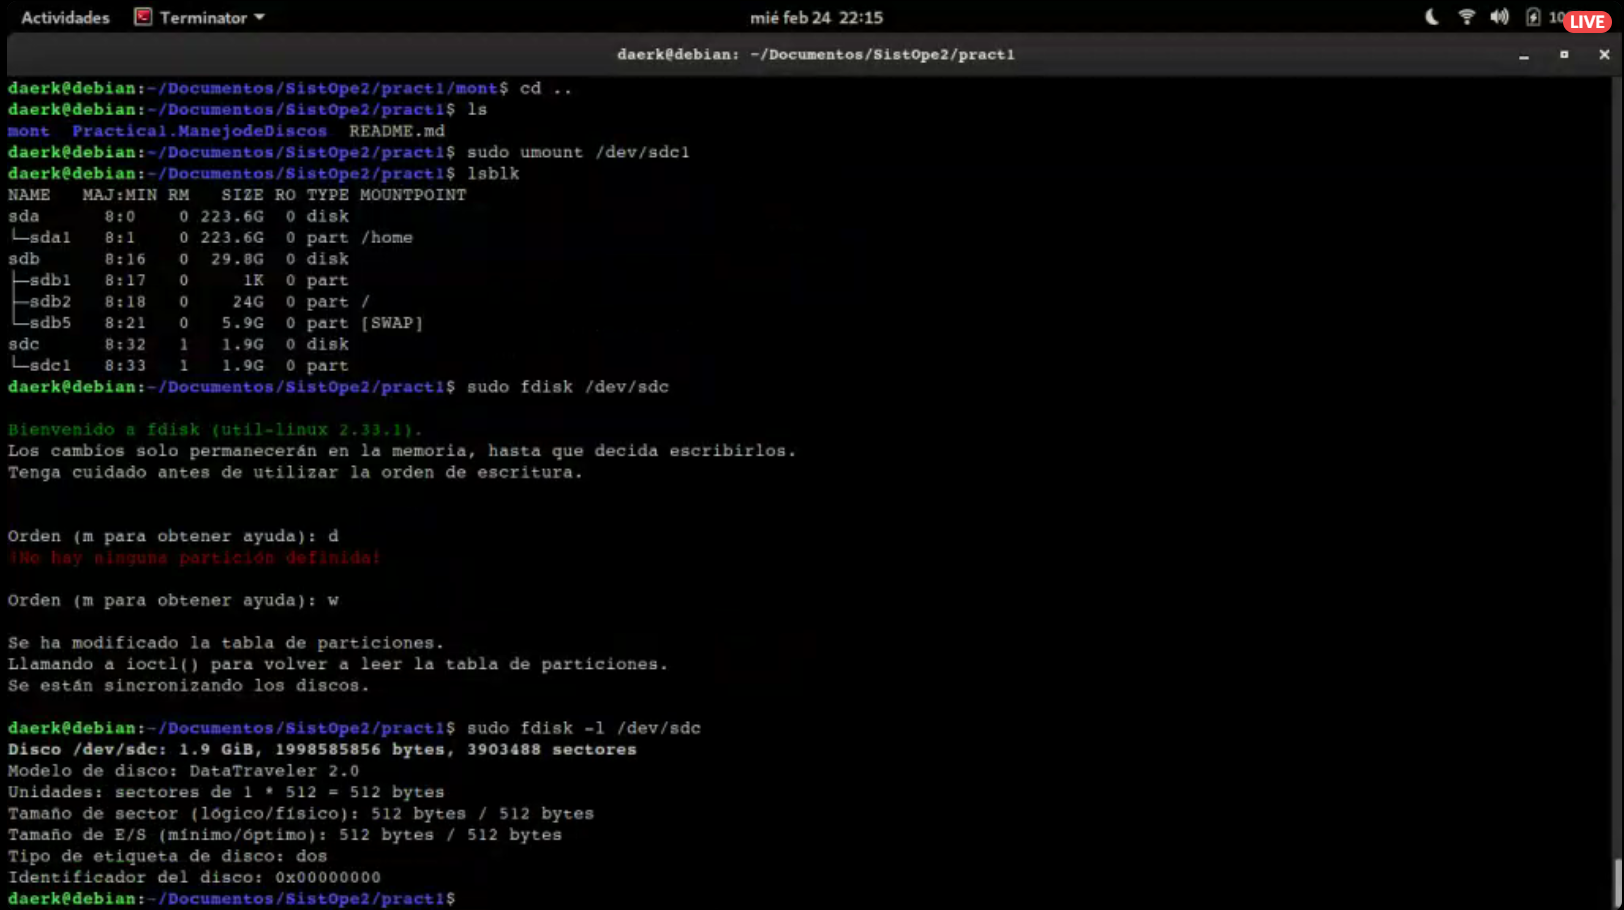 Actividades Terminator mié feb 24 22:15 LIVE
daerk@debian: ~/Documentos/SistOpe2/pract1
daerk@debian:~/Documentos/SistOpe2/pract1/mont$ cd ..
daerk@debian:~/Documentos/SistOpe2/pract1$ ls
mont Practica1.ManejodeDiscos README.md
daerk@debian:~/Documentos/SistOpe2/pract1$ sudo umount /dev/sdc1
daerk@debian:~/Documentos/SistOpe2/pract1$ lsblk
NAME MAJ:MIN RM SIZE RO TYPE MOUNTPOINT
sda 8:0 0 223.6G 0 disk
└─sda1 8:1 0 223.6G 0 part /home
sdb 8:16 0 29.8G 0 disk
├─sdb1 8:17 0 1K 0 part
├─sdb2 8:18 0 24G 0 part /
└─sdb5 8:21 0 5.9G 0 part [SWAP]
sdc 8:32 1 1.9G 0 disk
└─sdc1 8:33 1 1.9G 0 part
daerk@debian:~/Documentos/SistOpe2/pract1$ sudo fdisk /dev/sdc
Bienvenido a fdisk (util-linux 2.33.1).
Los cambios solo permanecerán en la memoria, hasta que decida escribirlos.
Tenga cuidado antes de utilizar la orden de escritura.
Orden (m para obtener ayuda): d
¡No hay ninguna partición definida!
Orden (m para obtener ayuda): w
Se ha modificado la tabla de particiones.
Llamando a ioctl() para volver a leer la tabla de particiones.
Se están sincronizando los discos.
daerk@debian:~/Documentos/SistOpe2/pract1$ sudo fdisk -l /dev/sdc
Disco /dev/sdc: 1.9 GiB, 1998585856 bytes, 3903488 sectores
Modelo de disco: DataTraveler 2.0
Unidades: sectores de 1 * 512 = 512 bytes
Tamaño de sector (lógico/físico): 512 bytes / 512 bytes
Tamaño de E/S (mínimo/óptimo): 512 bytes / 512 bytes
Tipo de etiqueta de disco: dos
Identificador del disco: 0x00000000
daerk@debian:~/Documentos/SistOpe2/pract1$